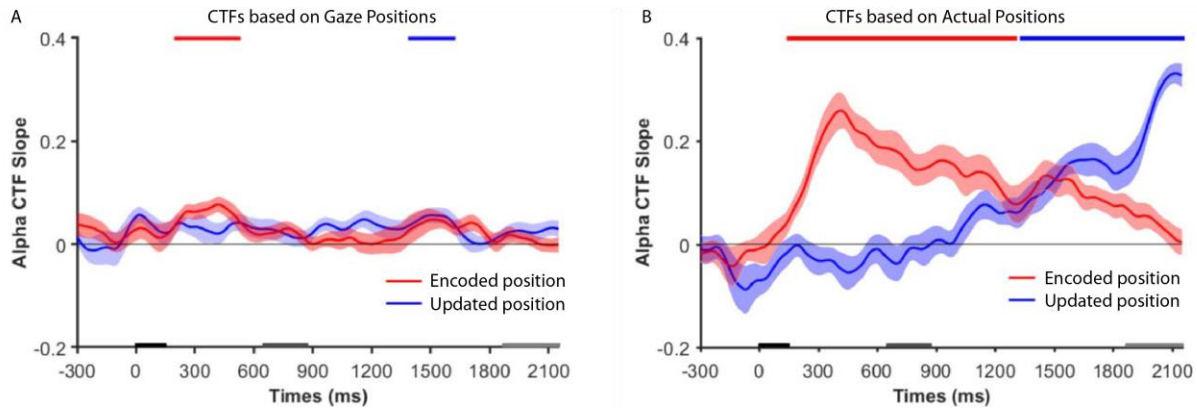 A
CTFs based on Gaze Positions
0.4
0.2
0
-0.2
Alpha CTF Slope
Encoded position
Updated position
-300 0 300 600 900 1200 1500 1800 2100
Times (ms)
B
CTFs based on Actual Positions
0.4
0.2
0
-0.2
Alpha CTF Slope
Encoded position
Updated position
-300 0 300 600 900 1200 1500 1800 2100
Times (ms)